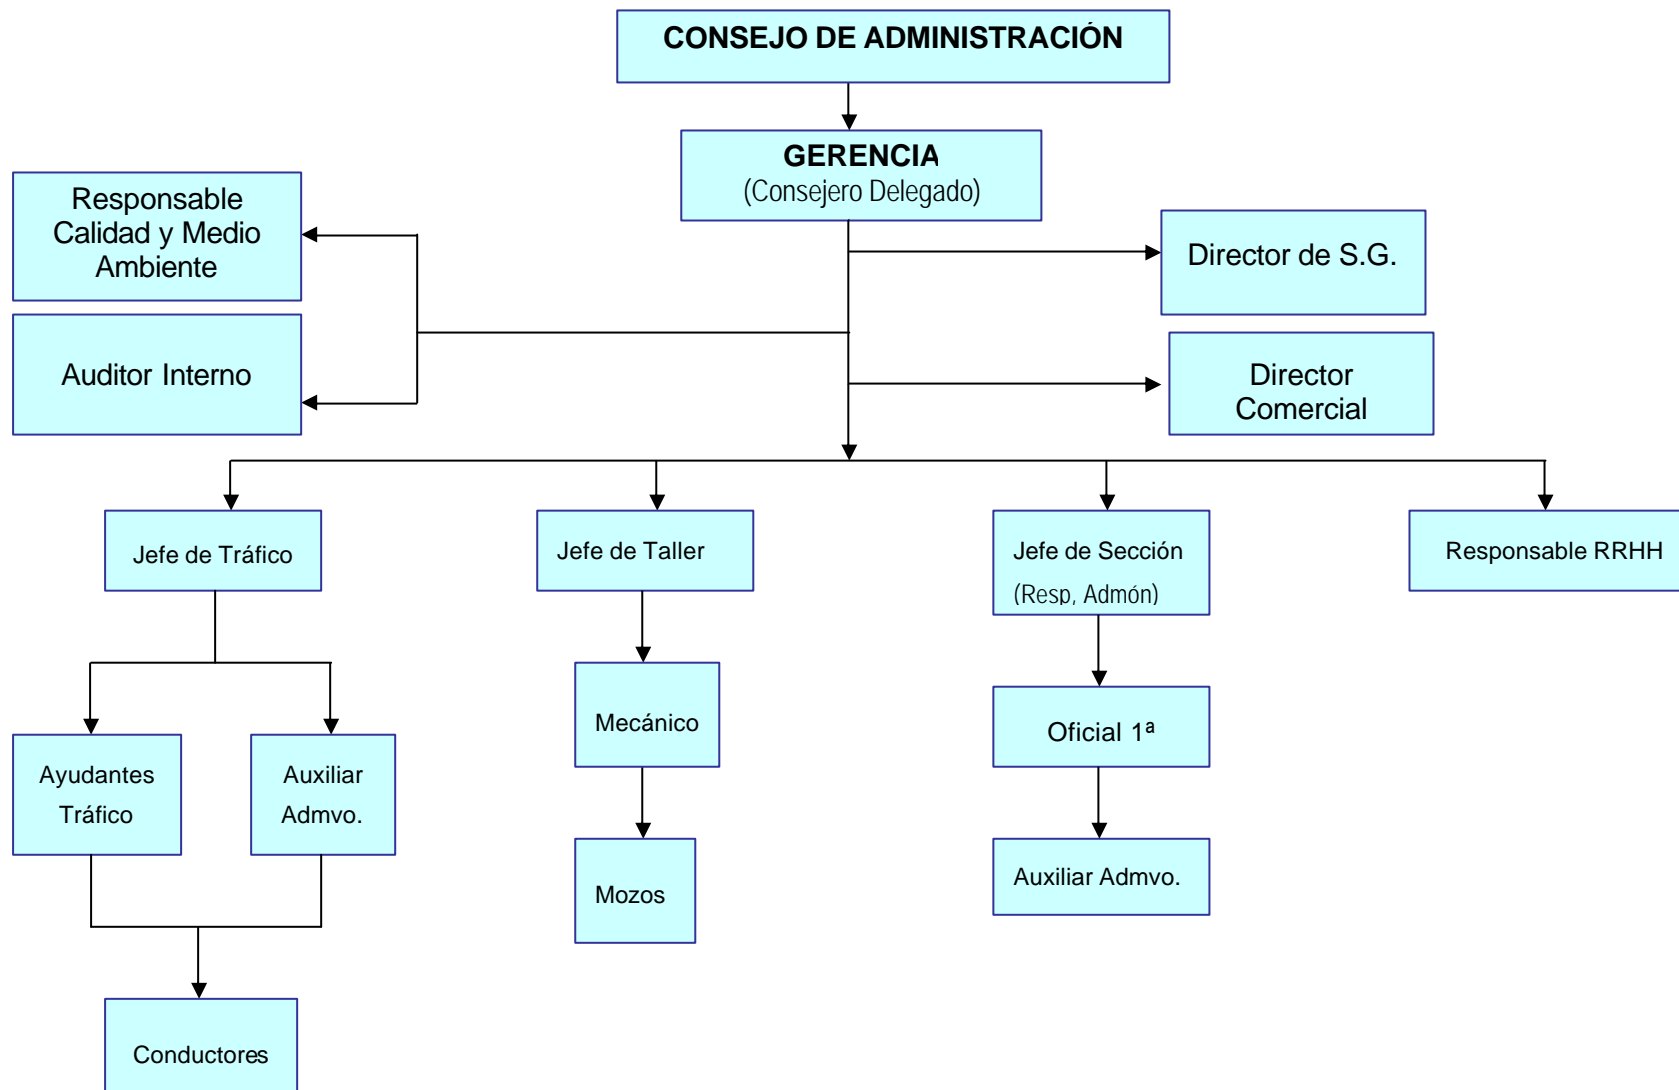 CONSEJO DE ADMINISTRACIÓN
GERENCIA
(Consejero Delegado)
Responsable
Calidad y Medio
Ambiente
Director de S.G.
Auditor Interno
Director
Comercial
Jefe de Tráfico
Jefe de Taller
Jefe de Sección
(Resp, Admón)
Responsable RRHH
Ayudantes
Tráfico
Auxiliar
Admvo.
Mecánico
Oficial 1ª
Mozos
Auxiliar Admvo.
Conductores